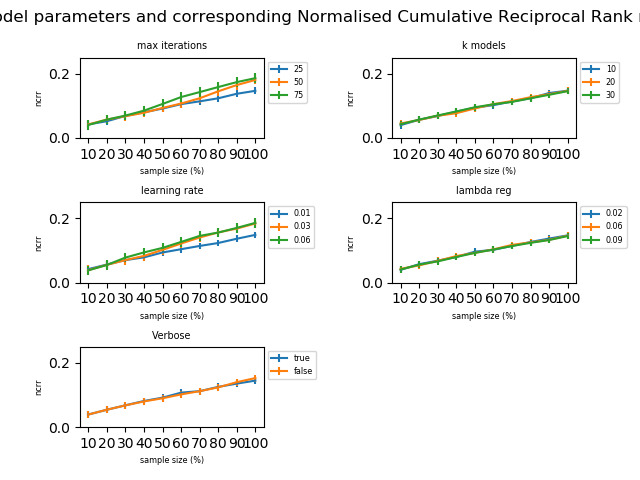 parameters and corresponding Normalised Cumulative Reciprocal Rank
max iterations
k models
0.2
0.0
ncrr
10 20 30 40 50 60 70 80 90 100
sample size (%)
25
50
75
0.2
0.0
ncrr
10 20 30 40 50 60 70 80 90 100
sample size (%)
10
20
30
learning rate
lambda reg
0.2
0.0
ncrr
10 20 30 40 50 60 70 80 90 100
sample size (%)
0.01
0.03
0.06
0.2
0.0
ncrr
10 20 30 40 50 60 70 80 90 100
sample size (%)
0.02
0.06
0.09
Verbose
0.2
0.0
ncrr
10 20 30 40 50 60 70 80 90 100
sample size (%)
true
false